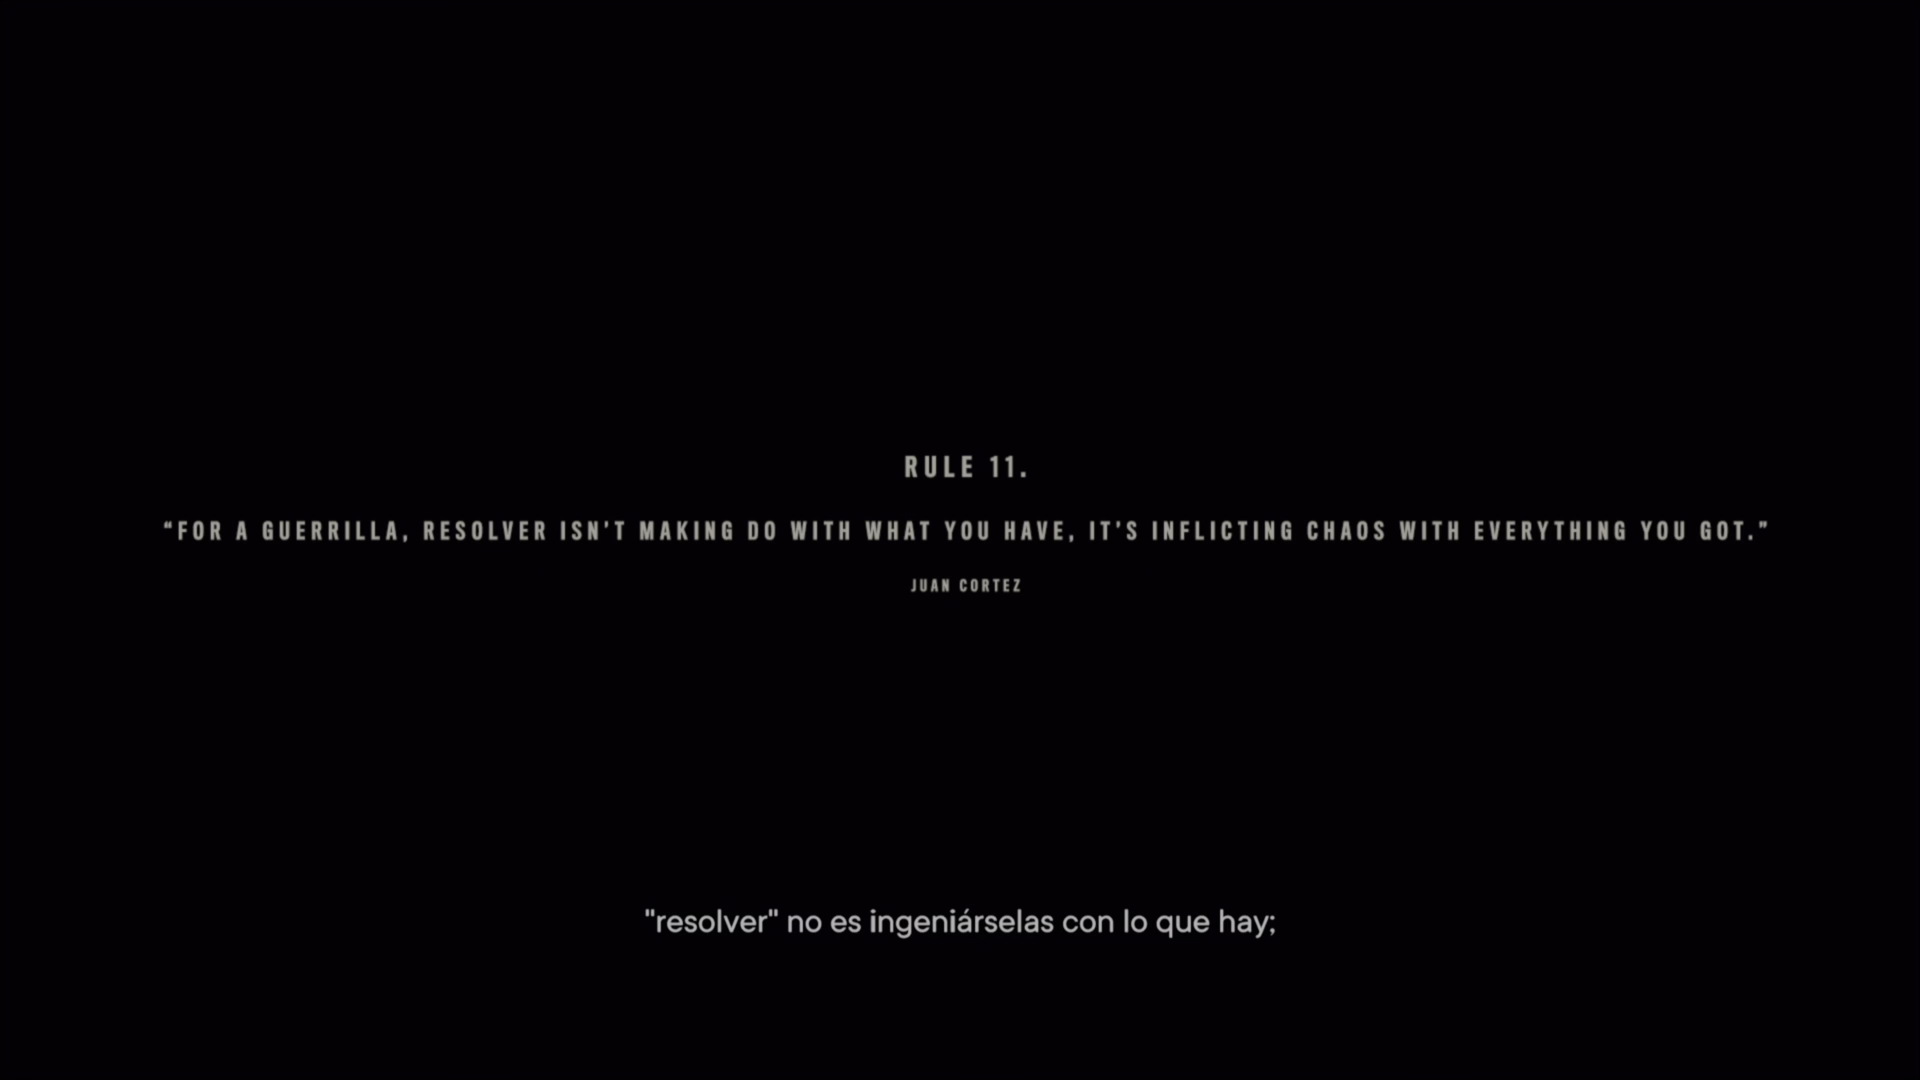 RULE 11.
“FOR A GUERRILLA, RESOLVER ISN’T MAKING DO WITH WHAT YOU HAVE, IT’S INFLICTING CHAOS WITH EVERYTHING YOU GOT.”
JUAN CORTEZ
"resolver" no es ingeniárselas con lo que hay;